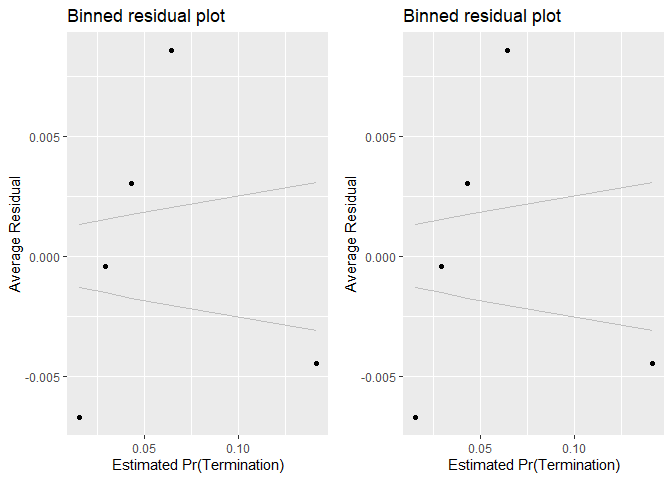 Binned residual plot
Average Residual
0.005
0.000
-0.005
0.05 0.10
Estimated Pr(Termination)
Binned residual plot
Average Residual
0.005
0.000
-0.005
0.05 0.10
Estimated Pr(Termination)